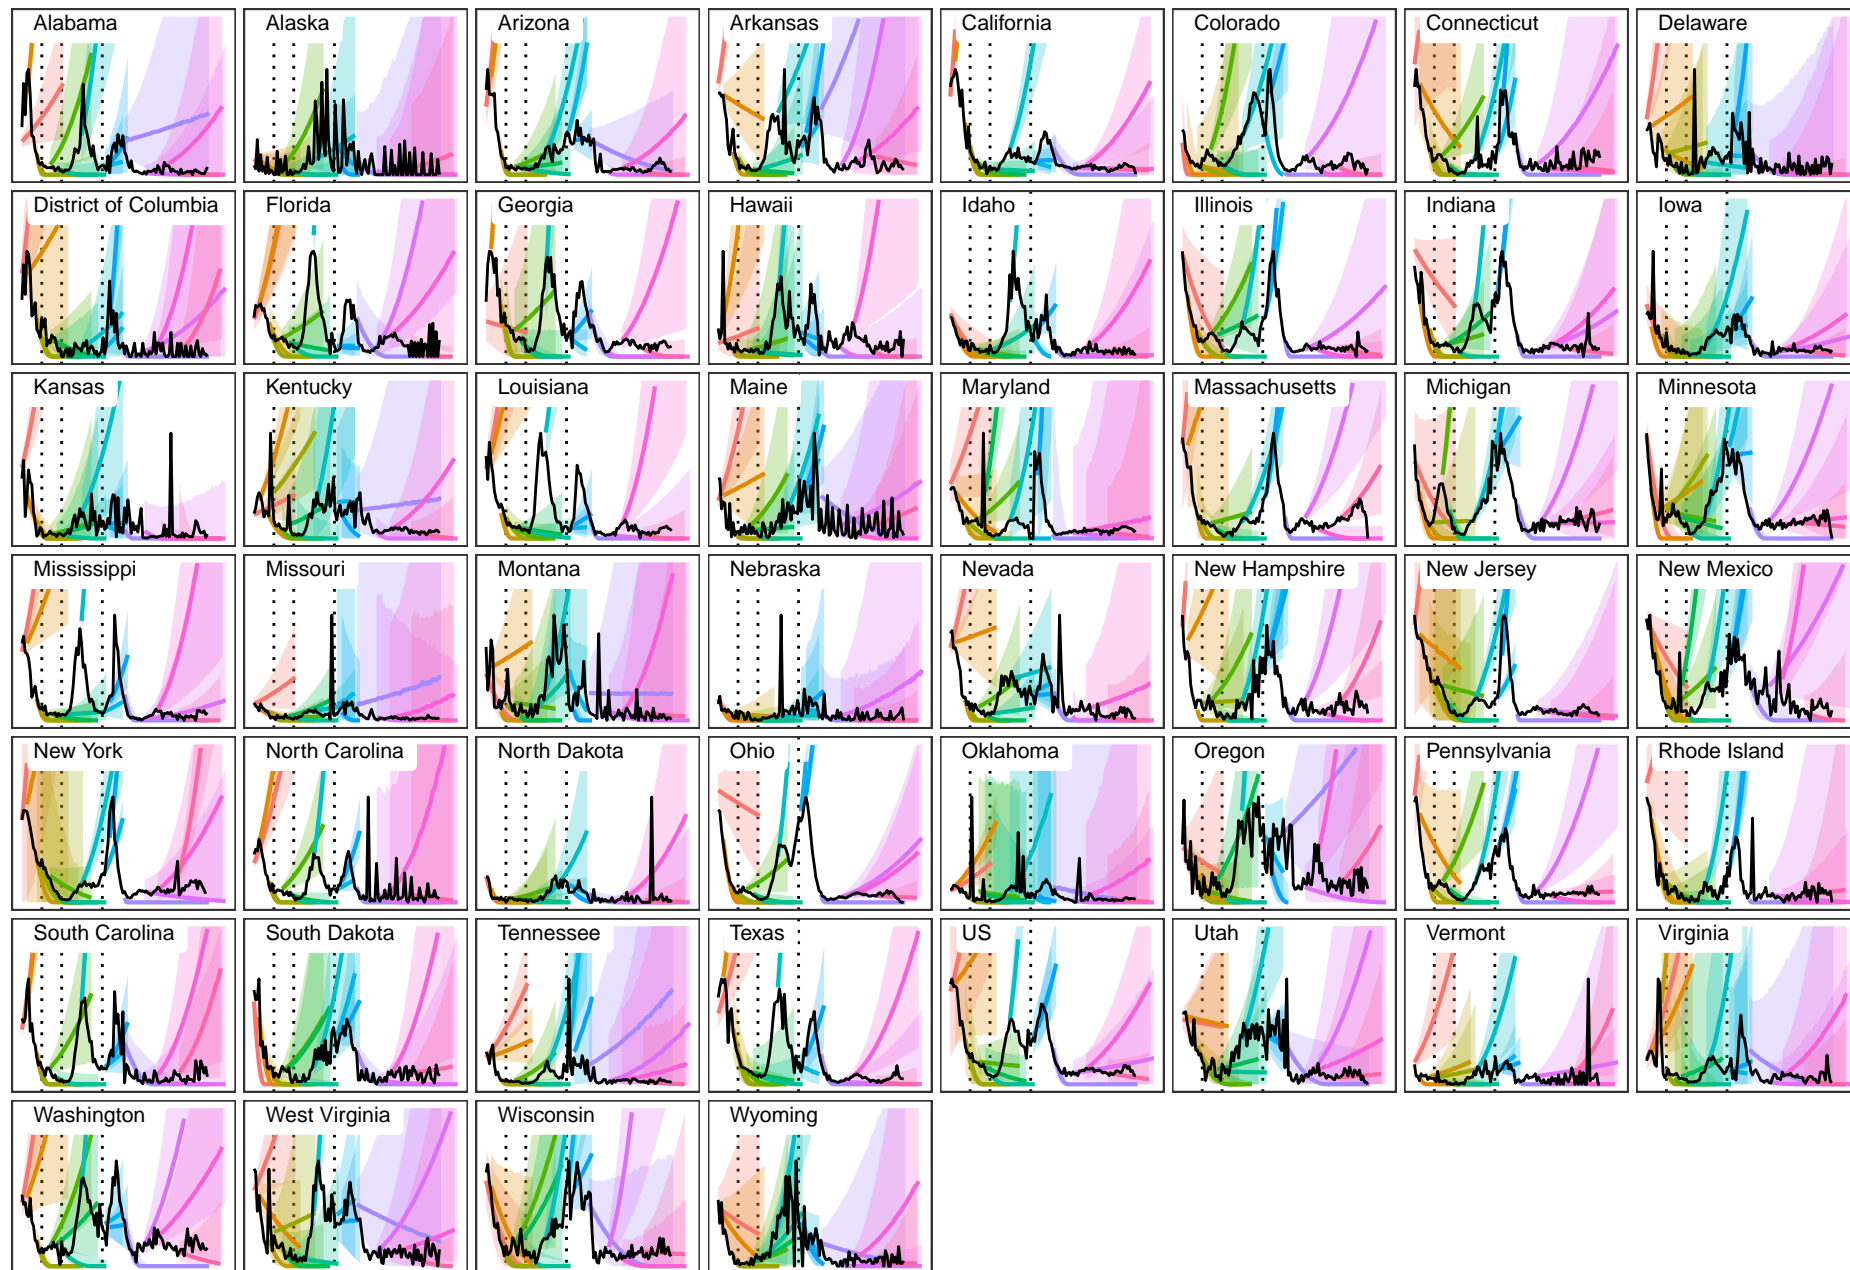 Alabama
Alaska
Arizona
Arkansas
California
Colorado
Connecticut
Delaware
District of Columbia
Florida
Georgia
Hawaii
Idaho
Illinois
Indiana
Iowa
Kansas
Kentucky
Louisiana
Maine
Maryland
Massachusetts
Michigan
Minnesota
Mississippi
Missouri
Montana
Nebraska
Nevada
New Hampshire
New Jersey
New Mexico
New York
North Carolina
North Dakota
Ohio
Oklahoma
Oregon
Pennsylvania
Rhode Island
South Carolina
South Dakota
Tennessee
Texas
US
Utah
Vermont
Virginia
Washington
West Virginia
Wisconsin
Wyoming